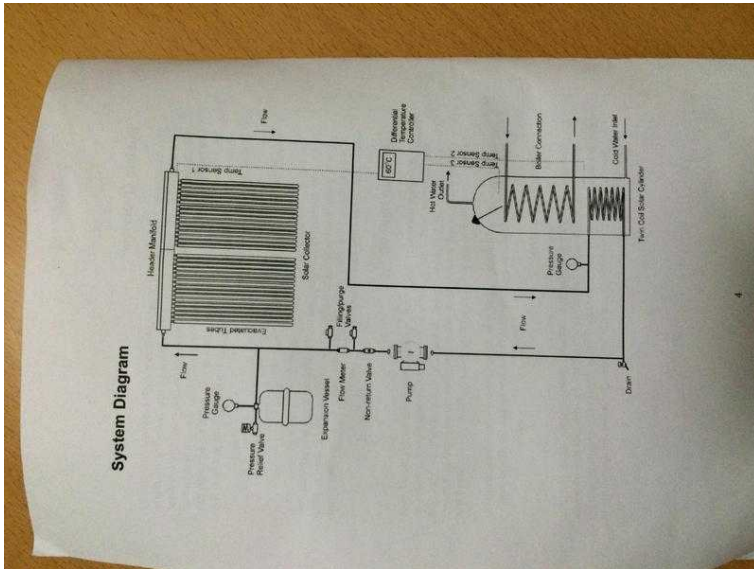 System Diagram
Flow
Header Manifold
Flow
Temp Sensor 1
Evacuated Tubes
Solar Collector
Pressure
Gauge
Pressure
Relief Valve
Expansion Vessel
Filling/purge
Valves
Flow Meter
Non-return Valve
Pump
Differential
Temperature
Controller
60°C
Temp Sensor 2
Temp Sensor 3
Hot Water
Outlet
Boiler Connection
Cold Water Inlet
Pressure
Gauge
Twin Coil Solar Cylinder
Flow
Flow
Drain
4